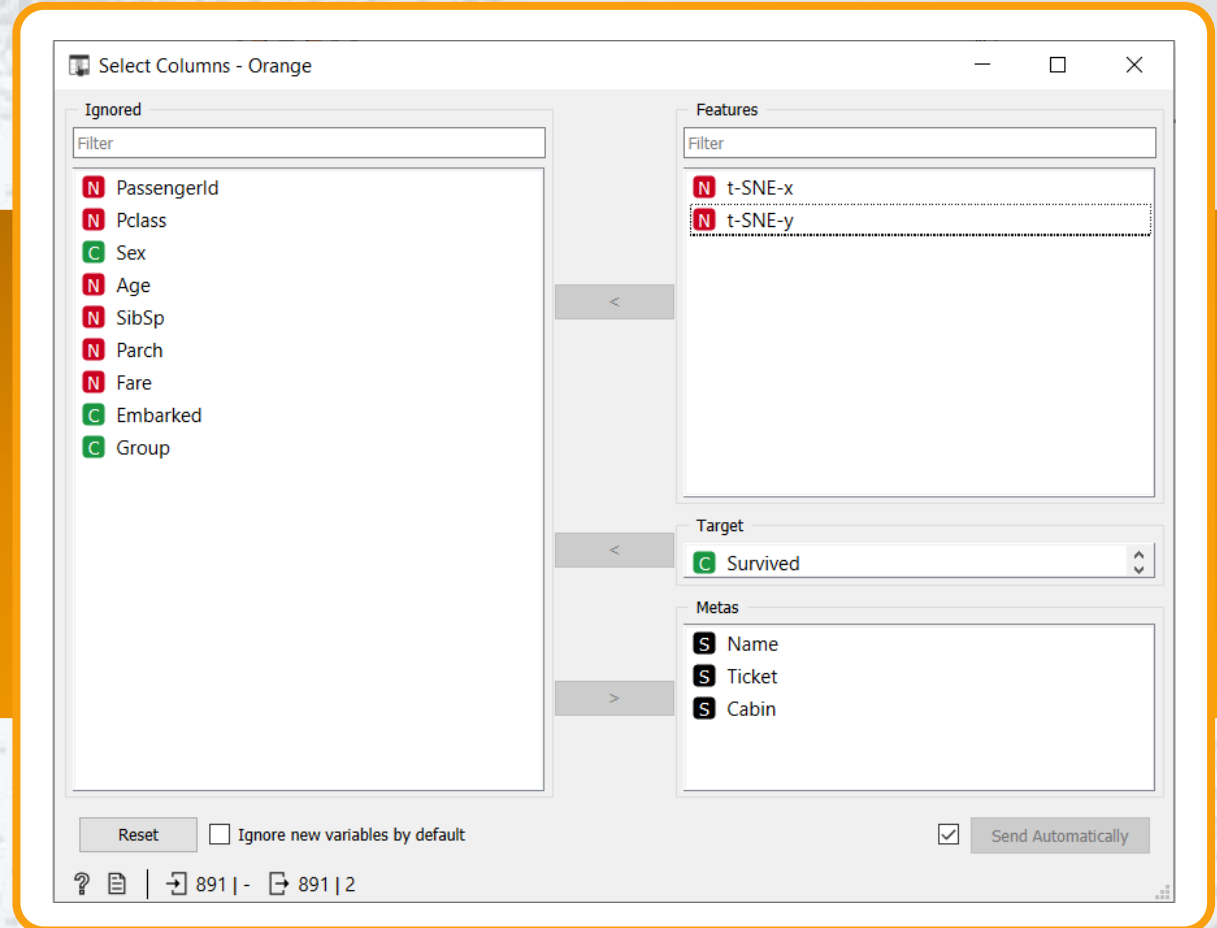 Select Columns - Orange
Ignored
Filter
N PassengerId
N Pclass
C Sex
N Age
N SibSp
N Parch
N Fare
C Embarked
C Group
<
<
>
Features
Filter
N t-SNE-x
N t-SNE-y
Target
C Survived
Metas
S Name
S Ticket
S Cabin
Reset
Ignore new variables by default
Send Automatically
? 891 | - 891 | 2